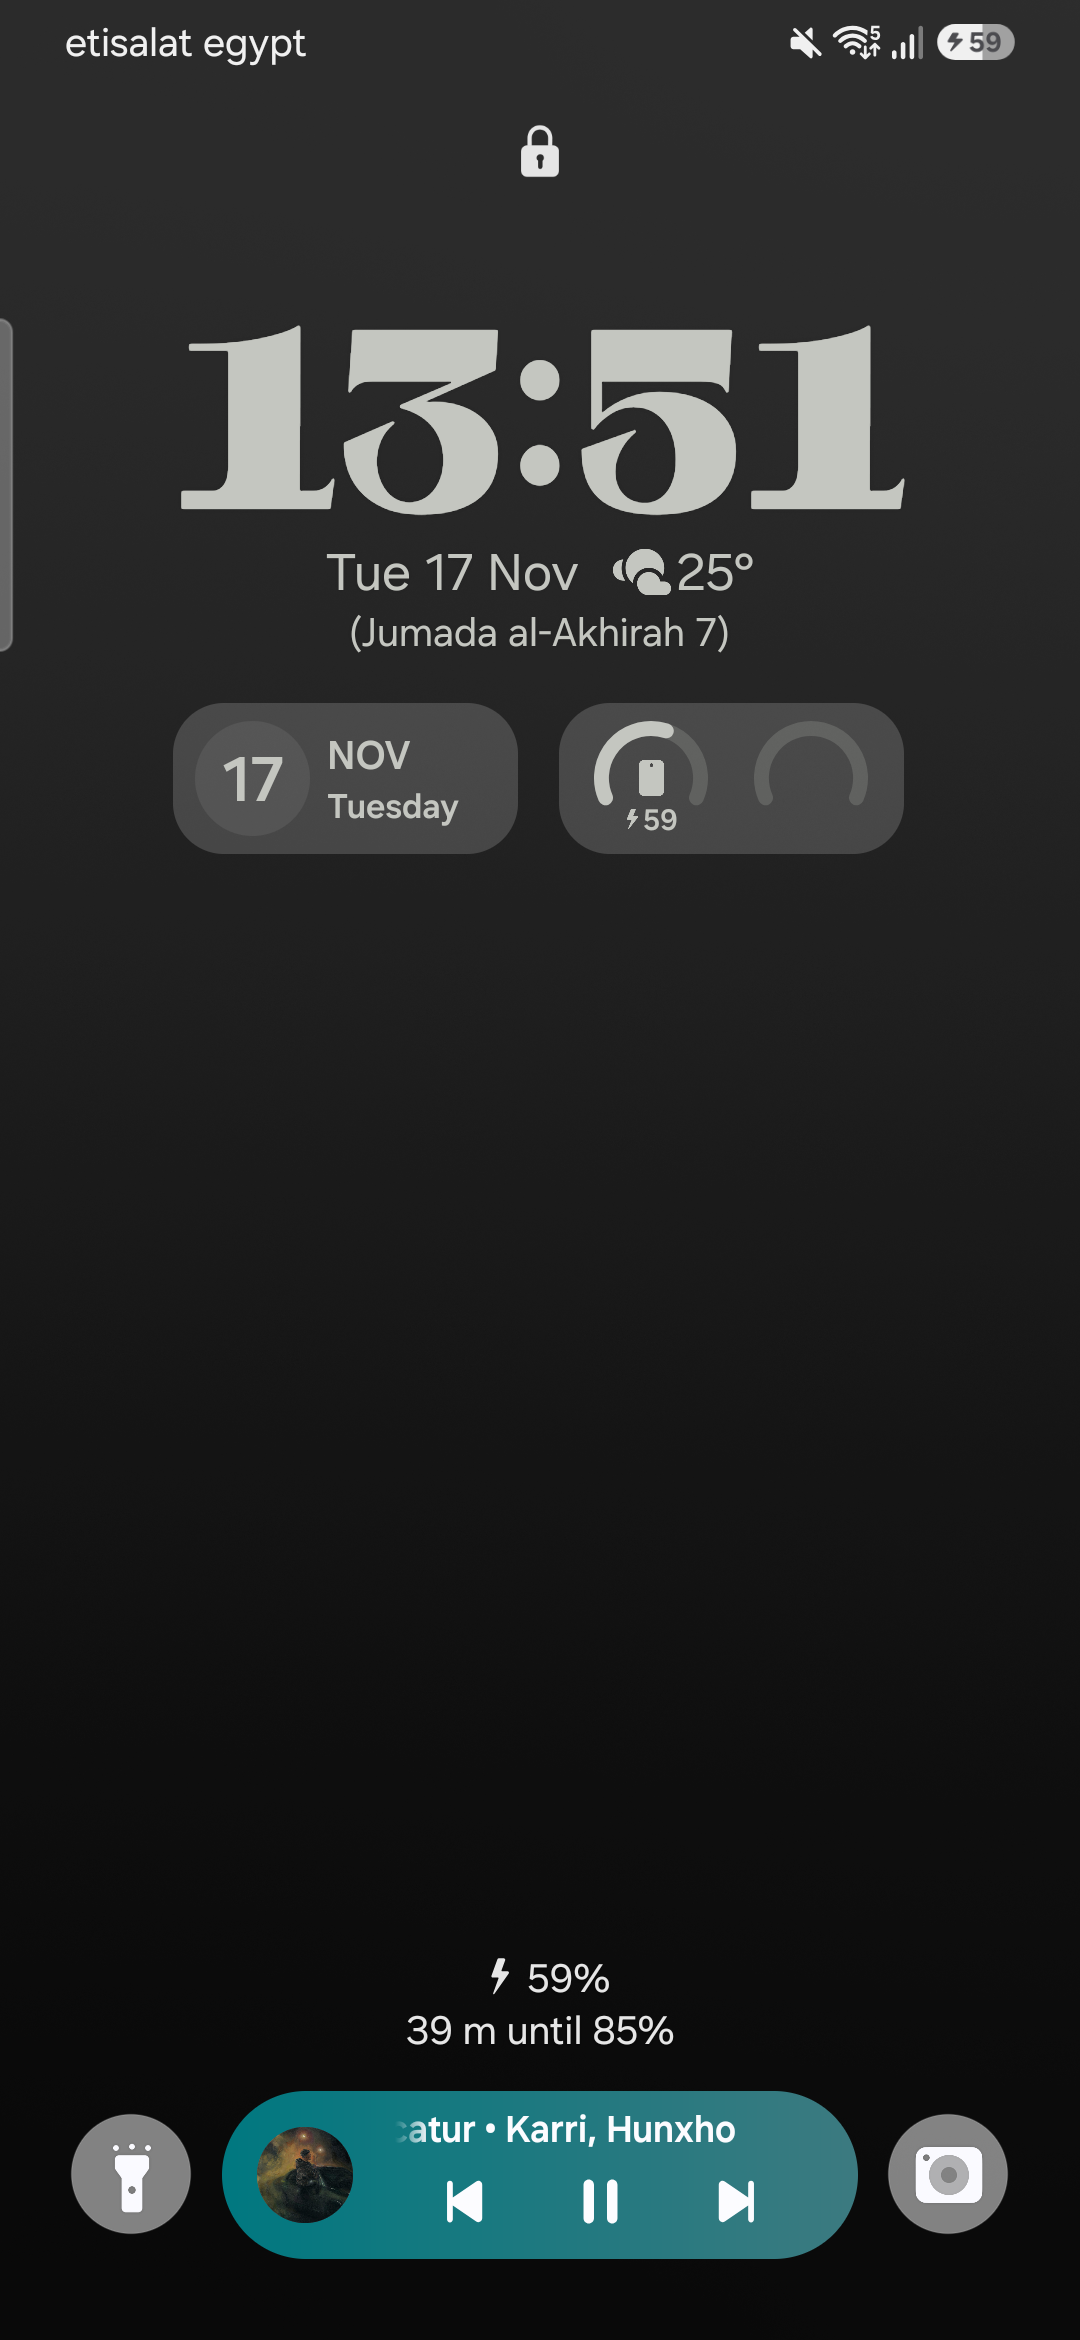 etisalat egypt 5 59
13:51
Tue 17 Nov 25°
(Jumada al-Akhirah 7)
17 NOV
Tuesday
59
59%
39 m until 85%
• Karri, Hunxho